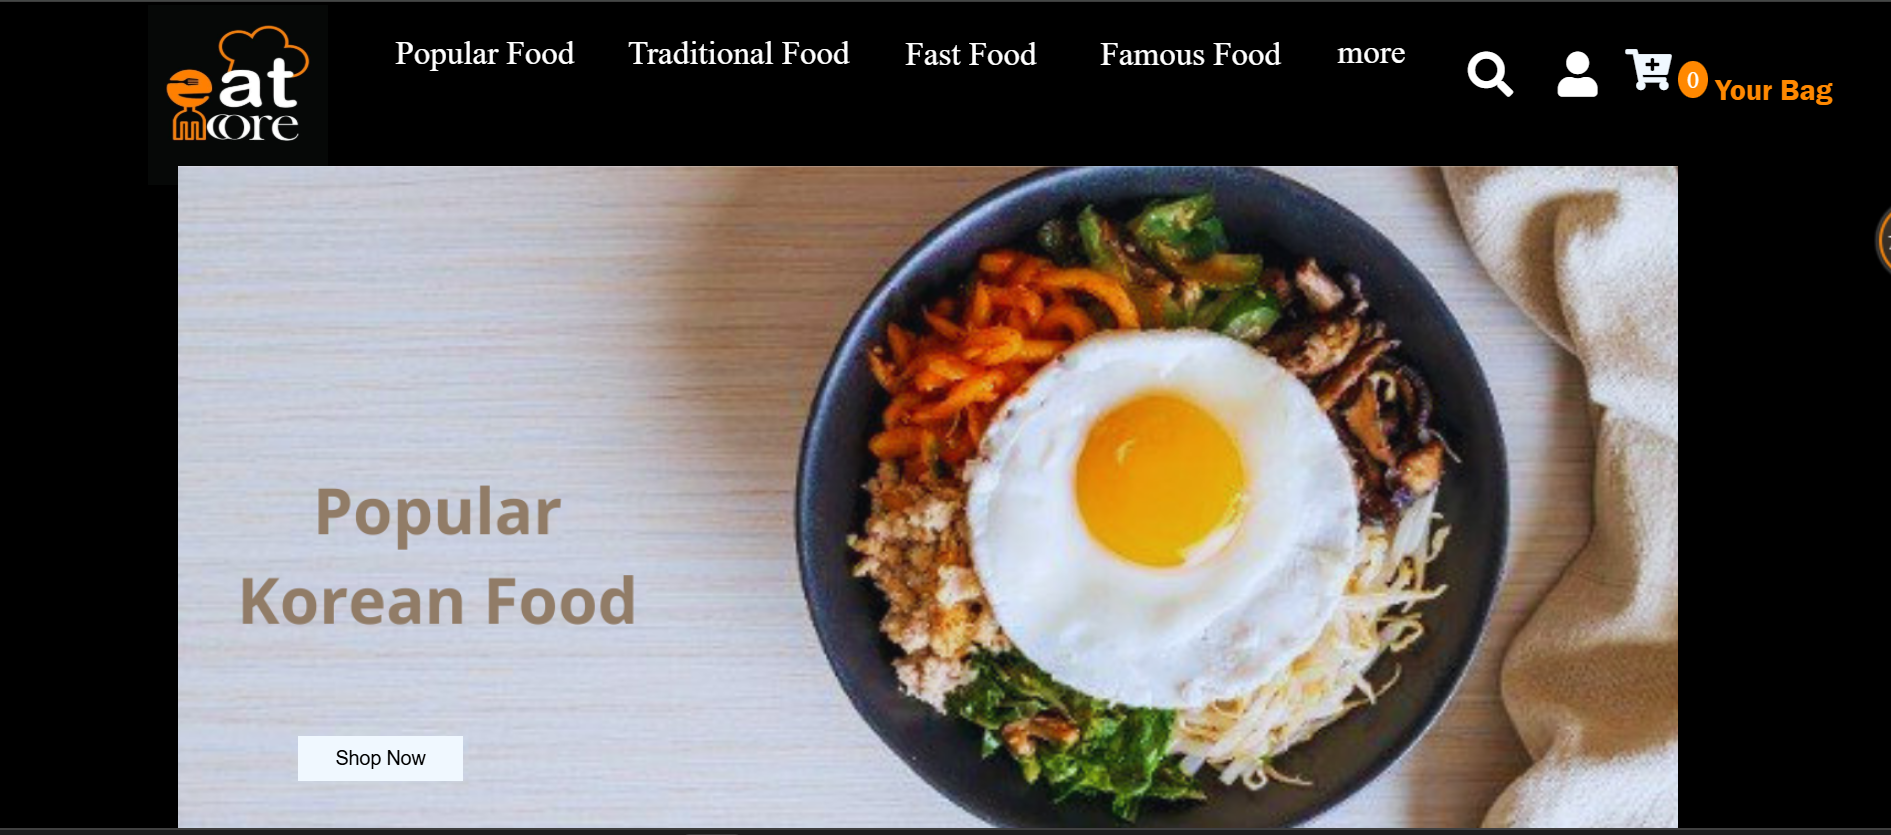 eat
more
Popular Food
Traditional Food
Fast Food
Famous Food
more
0
Your Bag
Popular
Korean Food
Shop Now